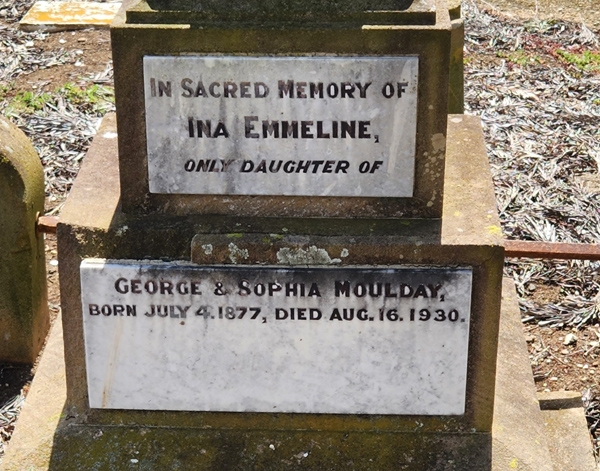 In Sacred Memory of
Ina Emmeline,
only daughter of
George & Sophia Moulday,
born July 4. 1877, died Aug. 16. 1930.